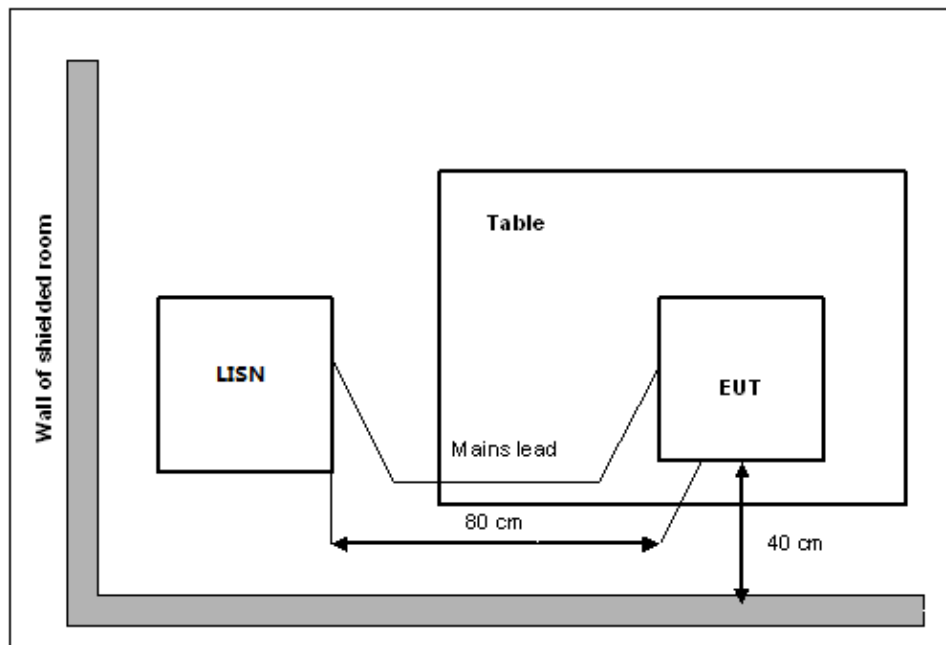 Wall of shielded room
Table
LISN
EUT
Mains lead
80 cm
40 cm